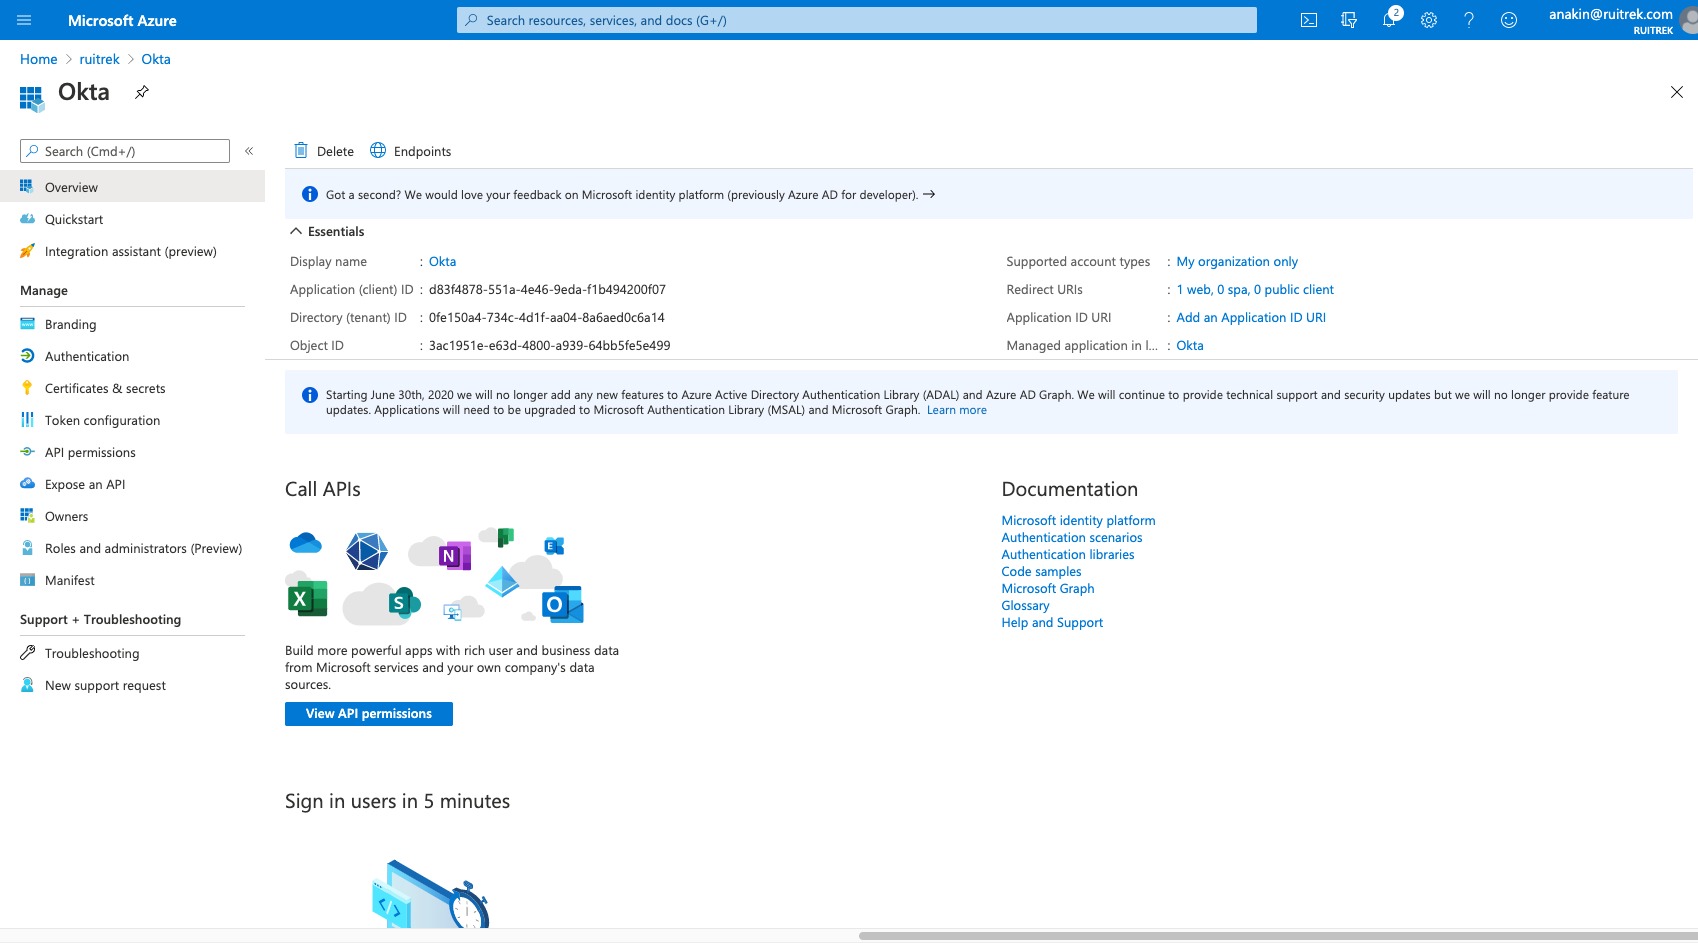 Microsoft Azure
Search resources, services, and docs (G+/)
2
anakin@ruitrek.com
RUITREK
Home > ruitrek > Okta
Okta
Search (Cmd+/)
«
Overview
Quickstart
Integration assistant (preview)
Manage
Branding
Authentication
Certificates & secrets
Token configuration
API permissions
Expose an API
Owners
Roles and administrators (Preview)
Manifest
Support + Troubleshooting
Troubleshooting
New support request
Delete
Endpoints
Got a second? We would love your feedback on Microsoft identity platform (previously Azure AD for developer). →
Essentials
Display name : Okta
Application (client) ID : d83f4878-551a-4e46-9eda-f1b494200f07
Directory (tenant) ID : 0fe150a4-734c-4d1f-aa04-8a6aed0c6a14
Object ID : 3ac1951e-e63d-4800-a939-64bb5fe5e499
Supported account types : My organization only
Redirect URIs : 1 web, 0 spa, 0 public client
Application ID URI : Add an Application ID URI
Managed application in l... : Okta
Starting June 30th, 2020 we will no longer add any new features to Azure Active Directory Authentication Library (ADAL) and Azure AD Graph. We will continue to provide technical support and security updates but we will no longer provide feature
updates. Applications will need to be upgraded to Microsoft Authentication Library (MSAL) and Microsoft Graph. Learn more
Call APIs
N
E
X
S
O
Build more powerful apps with rich user and business data
from Microsoft services and your own company's data
sources.
View API permissions
Documentation
Microsoft identity platform
Authentication scenarios
Authentication libraries
Code samples
Microsoft Graph
Glossary
Help and Support
Sign in users in 5 minutes